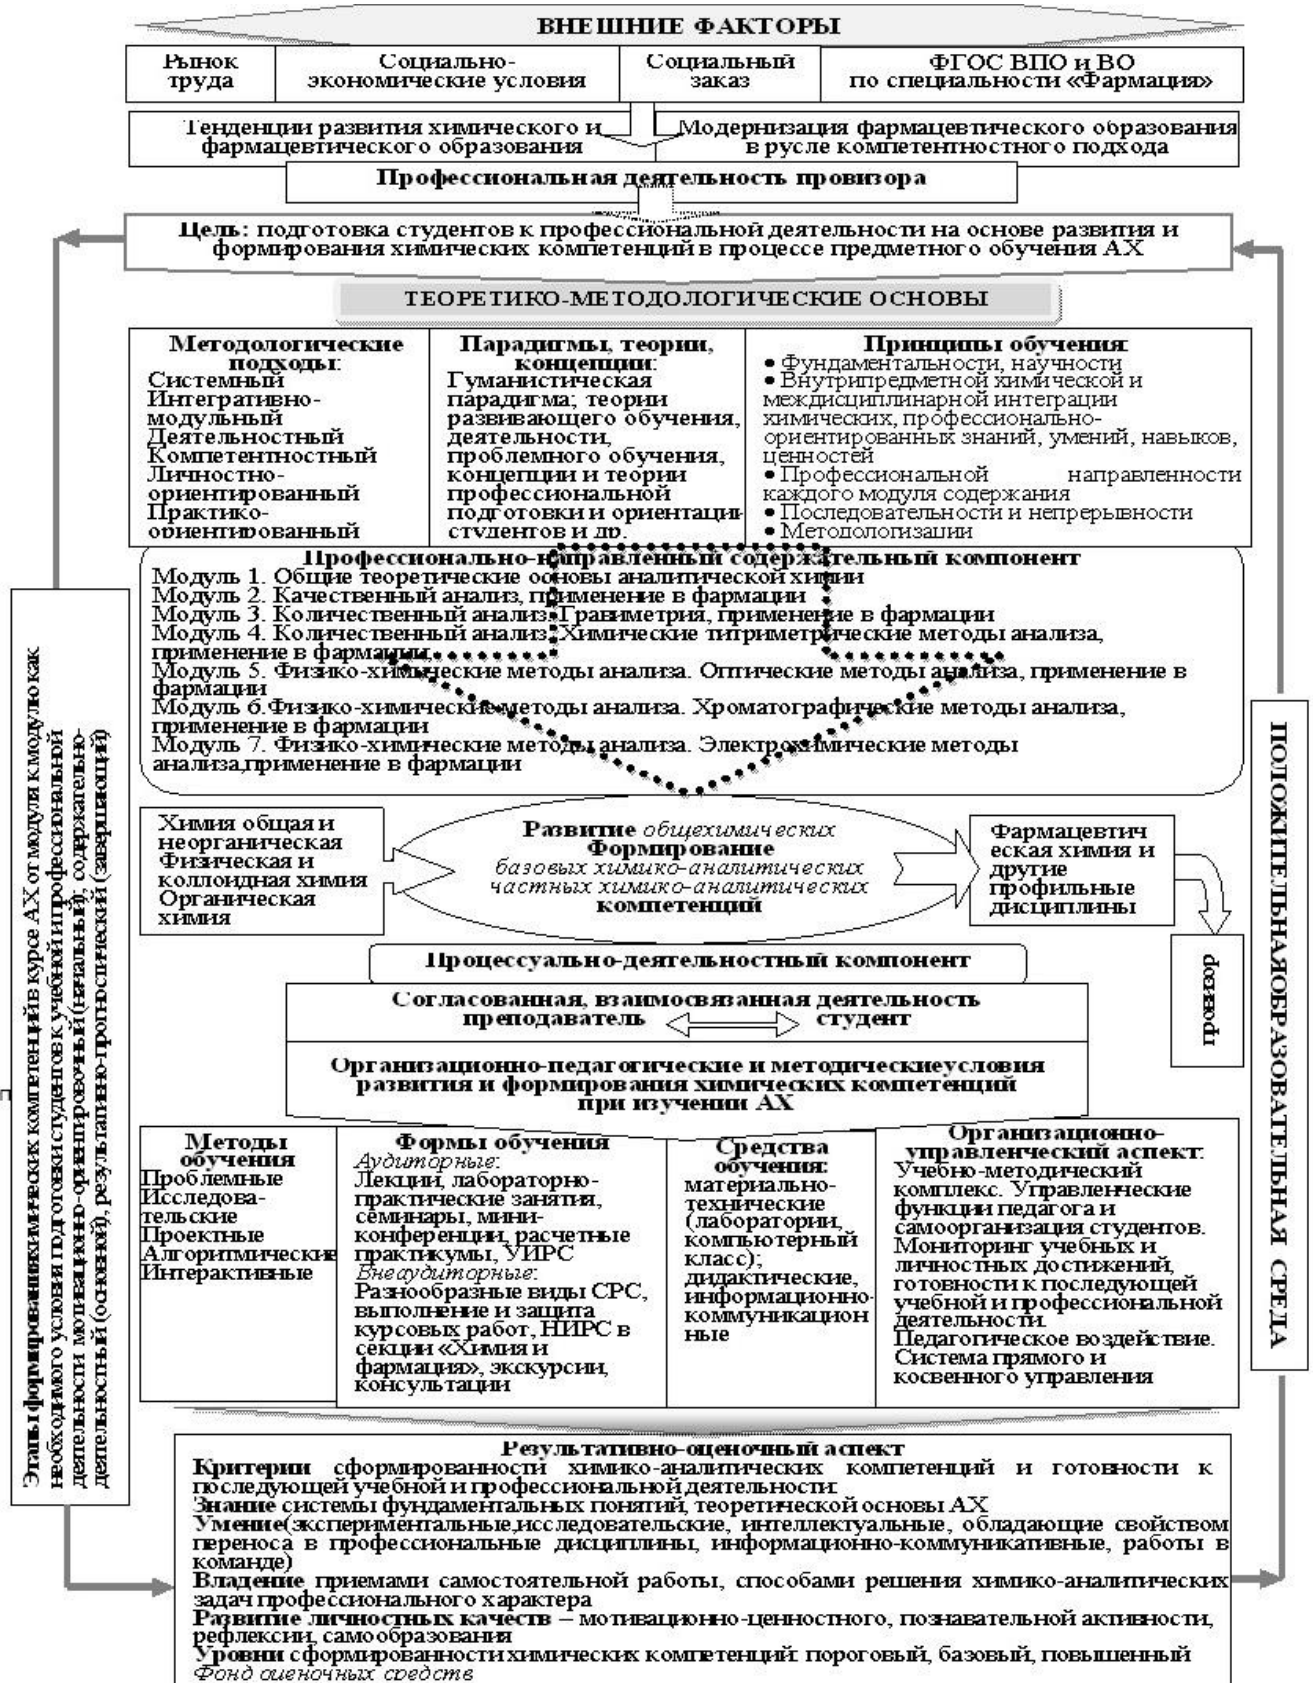 ВНЕШНИЕ ФАКТОРЫ
Рынок
труда
Социально-
экономические условия
Социальный
заказ
ФГОС ВПО и ВО
по специальности «Фармация»
Тенденции развития химического и
фармацевтического образования
Модернизация фармацевтического образования
в русле компетентностного подхода
Профессиональная деятельность провизора
Цель: подготовка студентов к профессиональной деятельности на основе развития и
формирования химических компетенций в процессе предметного обучения АХ
ТЕОРЕТИКО-МЕТОДОЛОГИЧЕСКИЕ ОСНОВЫ
Методологические
подходы:
Системный
Интегративно-
модульный
Деятельностный
Компетентностный
Личностно-
ориентированный
Практико-
ориентированный
Парадигмы, теории,
концепции:
Гуманистическая
парадигма; теории
развивающего обучения,
деятельности,
проблемного обучения,
концепции и теории
профессиональной
подготовки и ориентации
студентов и др.
Принципы обучения:
• Фундаментальности, научности
• Внутрипредметной химической и
междисциплинарной интеграции
химических, профессионально-
ориентированных знаний, умений, навыков,
ценностей
• Профессиональной направленности
каждого модуля содержания
• Последовательности и непрерывности
• Методологизации
Профессионально-направленный содержательный компонент
Модуль 1. Общие теоретические основы аналитической химии
Модуль 2. Качественный анализ, применение в фармации
Модуль 3. Количественный анализ. Гравиметрия, применение в фармации
Модуль 4. Количественный анализ. Химические титриметрические методы анализа,
применение в фармации.
Модуль 5. Физико-химические методы анализа. Оптические методы анализа, применение в
фармации
Модуль 6.Физико-химические методы анализа. Хроматографические методы анализа,
применение в фармации
Модуль 7. Физико-химические методы анализа. Электрохимические методы
анализа,применение в фармации
Химия общая и
неорганическая
Физическая и
коллоидная химия
Органическая
химия
Развитие общехимических
Формирование
базовых химико-аналитических
частных химико-аналитических
компетенций
Фармацевтич
еская химия и
другие
профильные
дисциплины
провизор
Процессуально-деятельностный компонент
Согласованная, взаимосвязанная деятельность
преподаватель студент
Организационно-педагогические и методическиеусловия
развития и формирования химических компетенций
при изучении АХ
Методы
обучения
Проблемные
Исследова-
тельские
Проектные
Алгоритмические
Интерактивные
Формы обучения
Аудиторные:
Лекции, лабораторно-
практические занятия,
семинары, мини-
конференции, расчетные
практикумы, УИРС
Внеаудиторные:
Разнообразные виды СРС,
выполнение и защита
курсовых работ, НИРС в
секции «Химия и
фармация», экскурсии,
консультации
Средства
обучения:
материально-
технические
(лаборатории,
компьютерный
класс);
дидактические,
информационно-
коммуникацион
ные
Организационно-
управленческий аспект:
Учебно-методический
комплекс. Управленческие
функции педагога и
самоорганизация студентов.
Мониторинг учебных и
личностных достижений,
готовности к последующей
учебной и профессиональной
деятельности.
Педагогическое воздействие.
Система прямого и
косвенного управления
Результативно-оценочный аспект
Критерии сформированности химико-аналитических компетенций и готовности к
последующей учебной и профессиональной деятельности:
Знание системы фундаментальных понятий, теоретической основы АХ
Умение(экспериментальные,исследовательские, интеллектуальные, обладающие свойством
переноса в профессиональные дисциплины, информационно-коммуникативные, работы в
команде)
Владение приемами самостоятельной работы, способами решения химико-аналитических
задач профессионального характера
Развитие личностных качеств – мотивационно-ценностного, познавательной активности,
рефлексии, самообразования
Уровни сформированности химических компетенций: пороговый, базовый, повышенный
Фонд оценочных средств
Этапы формирования химических компетенций в курсе АХ от модуля к модулю как
необходимого условия подготовки студентов к учебной и профессиональной
деятельности: мотивационно-ориентировочный (начальный); содержательно-
деятельностный (основной), результативно-прогностический (завершающий)
ПОЛОЖИТЕЛЬНАЯ ОБРАЗОВАТЕЛЬНАЯ СРЕДА
П